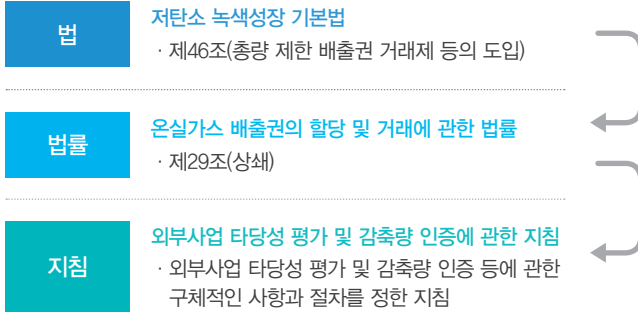 법
저탄소 녹색성장 기본법
· 제46조(총량 제한 배출권 거래제 등의 도입)
법률
온실가스 배출권의 할당 및 거래에 관한 법률
· 제29조(상쇄)
지침
외부사업 타당성 평가 및 감축량 인증에 관한 지침
· 외부사업 타당성 평가 및 감축량 인증 등에 관한
구체적인 사항과 절차를 정한 지침